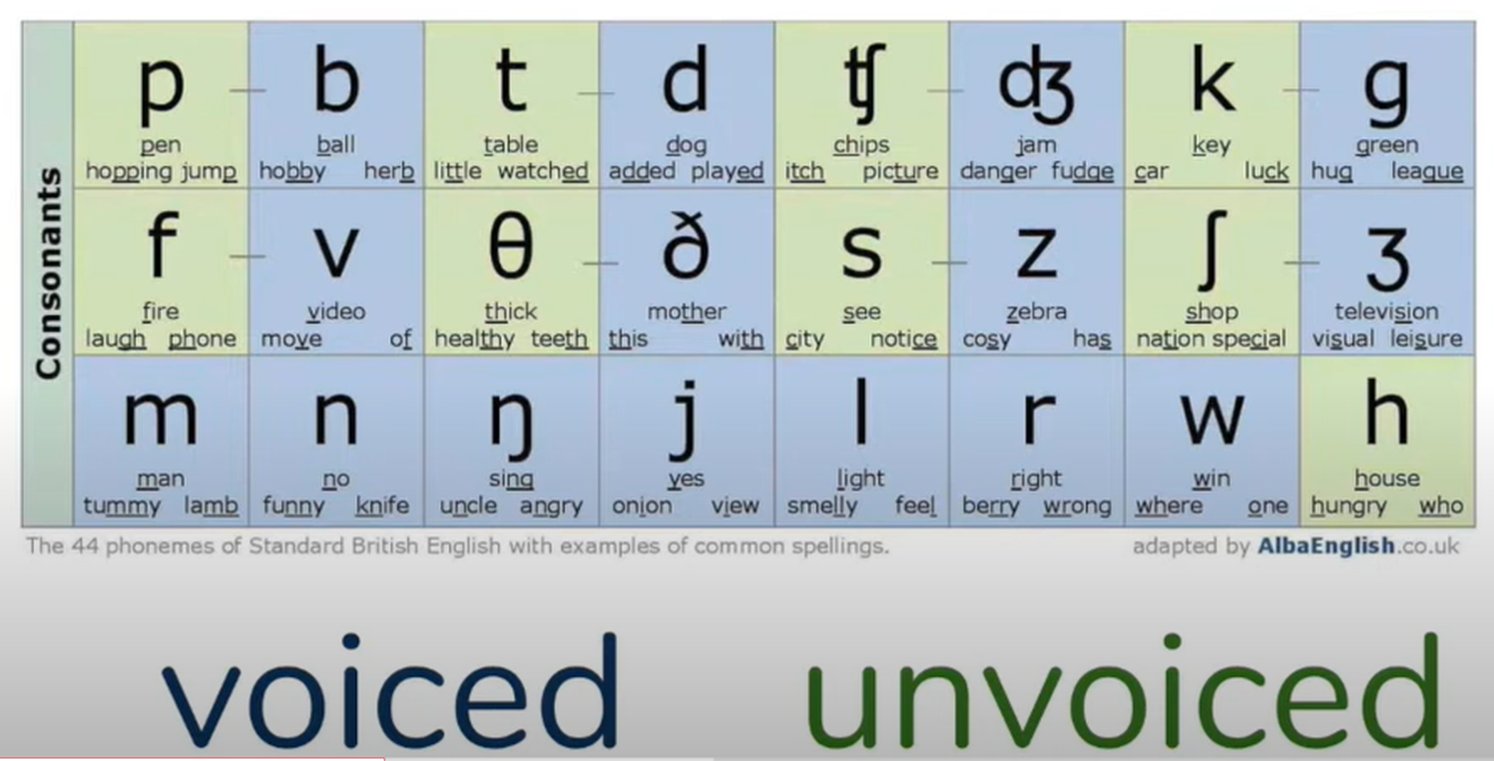 Consonants
p b t d ʧ ʤ k g
pen ball table dog chips jam key green
hopping jump hobby herb little watched added played itch picture danger fudge car luck hug league
f v θ ð s z ʃ ʒ
fire video thick mother see zebra shop television
laugh phone move of healthy teeth this with city notice cosy has nation special visual leisure
m n ŋ j l r w h
man no sing yes light right win house
tummy lamb funny knife uncle angry onion view smelly feel berry wrong where one hungry who
The 44 phonemes of Standard British English with examples of common spellings. adapted by AlbaEnglish.co.uk
voiced unvoiced